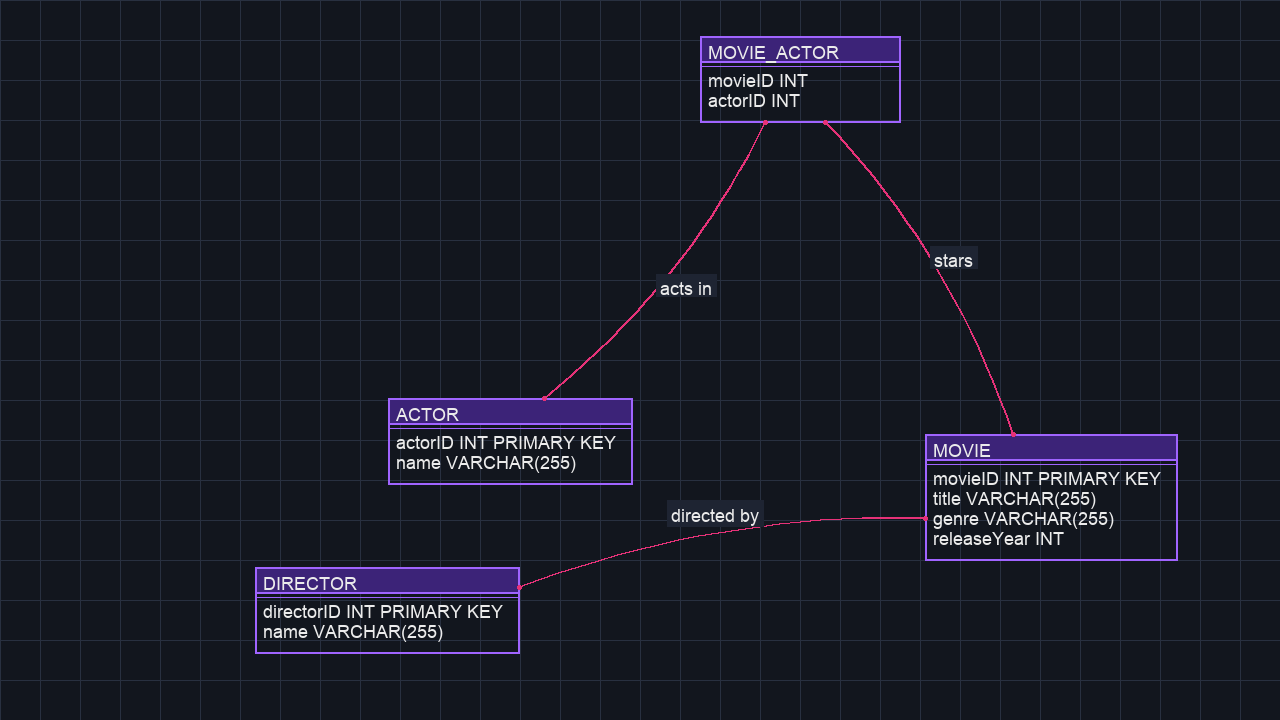 MOVIE_ACTOR
movieID INT
actorID INT
stars
acts in
ACTOR
actorID INT PRIMARY KEY
name VARCHAR(255)
MOVIE
movieID INT PRIMARY KEY
title VARCHAR(255)
genre VARCHAR(255)
releaseYear INT
directed by
DIRECTOR
directorID INT PRIMARY KEY
name VARCHAR(255)